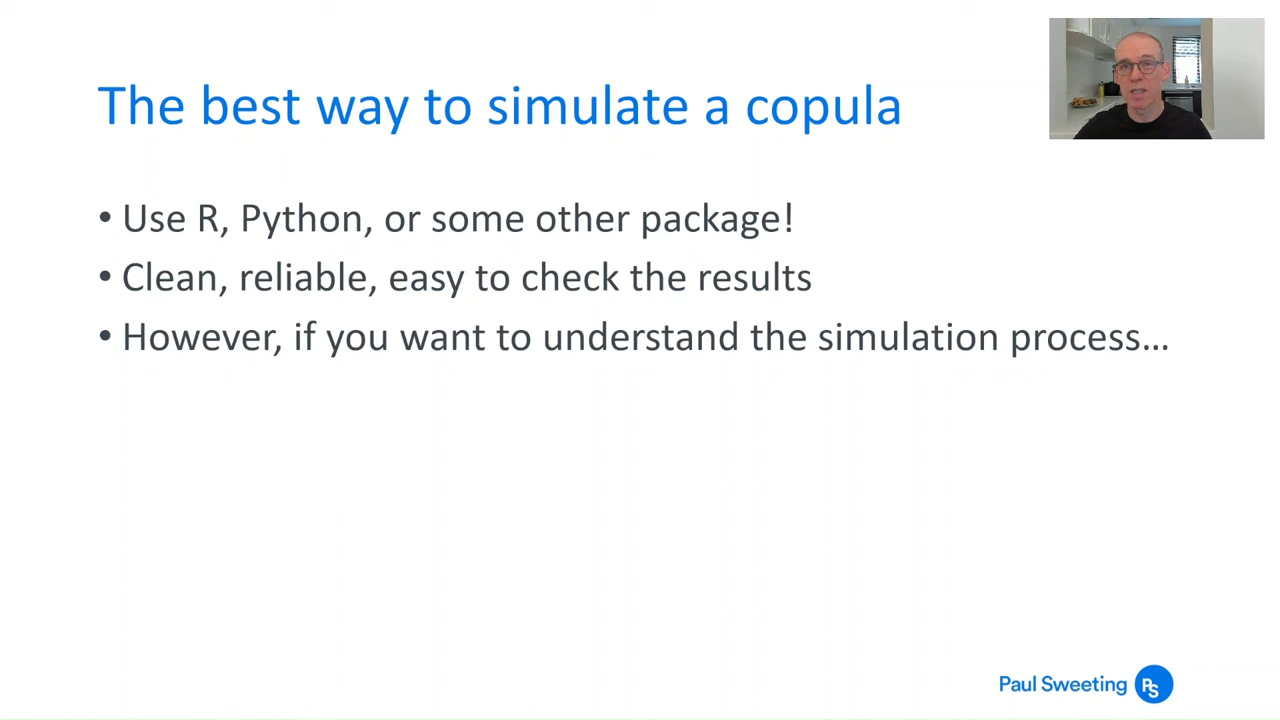 The best way to simulate a copula
• Use R, Python, or some other package!
• Clean, reliable, easy to check the results
• However, if you want to understand the simulation process…
Paul Sweeting PS